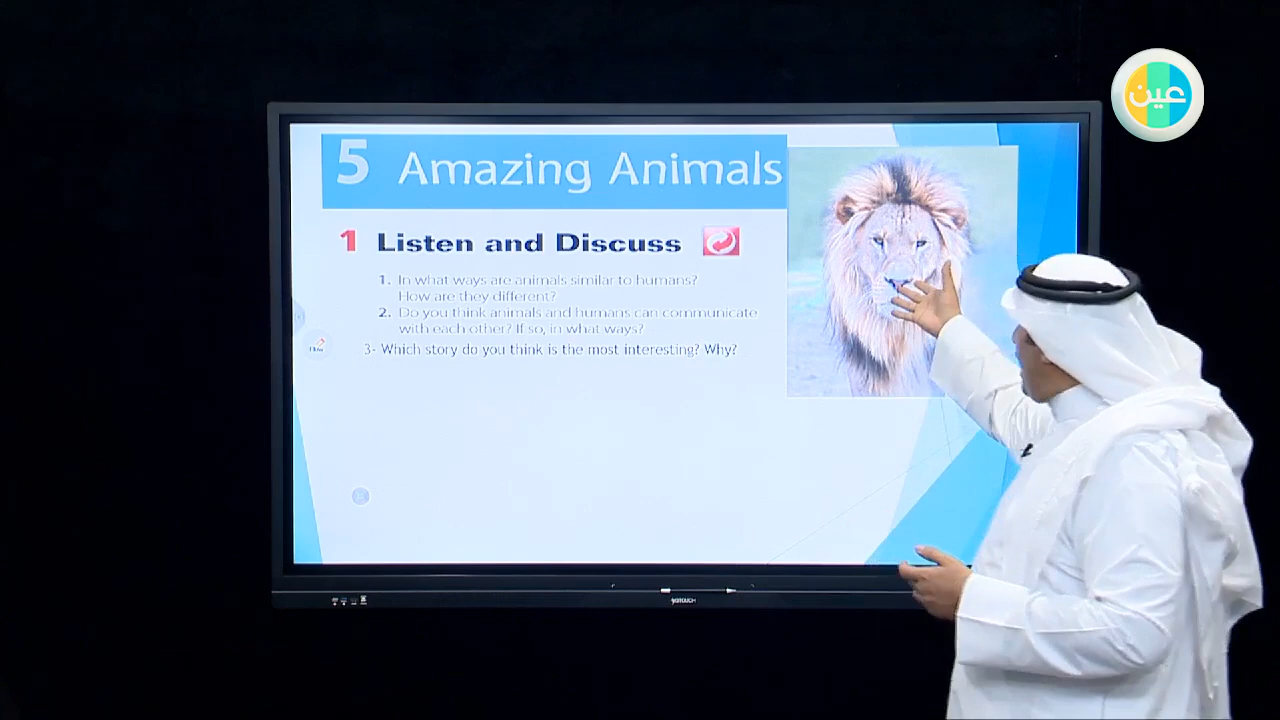 عين
5 Amazing Animals
1 Listen and Discuss
1. In what ways are animals similar to humans?
How are they different?
2. Do you think animals and humans can communicate
with each other? If so, in what ways?
3- Which story do you think is the most interesting? Why?